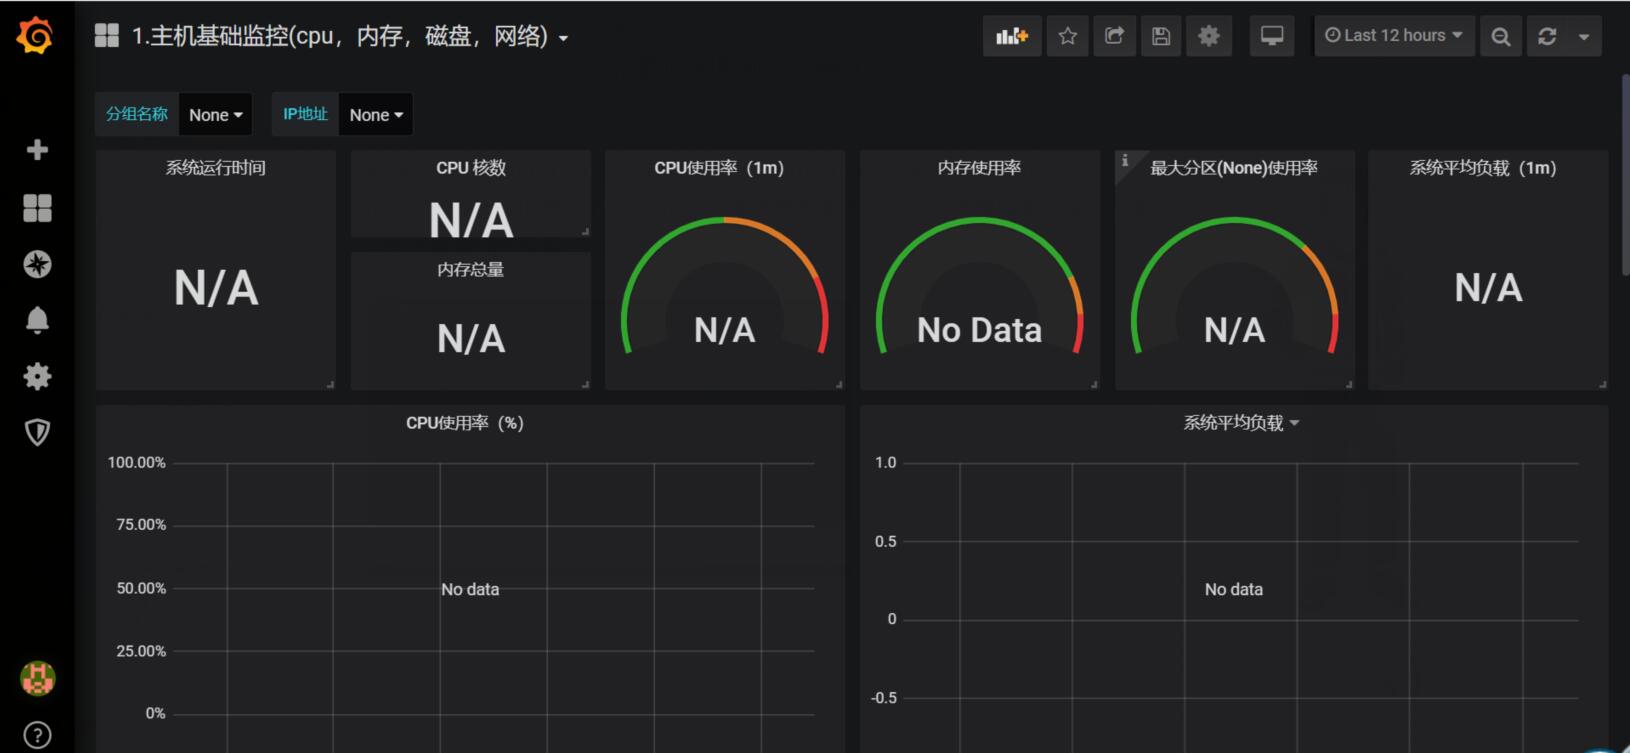 1.主机基础监控(cpu，内存，磁盘，网络)
Last 12 hours
分组名称 None
IP地址 None
系统运行时间
N/A
CPU 核数
N/A
内存总量
N/A
CPU使用率（1m）
N/A
内存使用率
No Data
最大分区(None)使用率
N/A
系统平均负载（1m）
N/A
CPU使用率（%）
100.00%
75.00%
50.00%
25.00%
0%
No data
系统平均负载
1.0
0.5
0
-0.5
No data